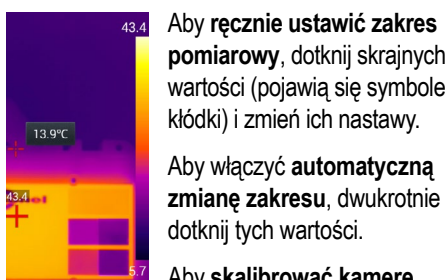 43.4
13.9°C
43.4
5.7
Aby ręcznie ustawić zakres
pomiarowy, dotknij skrajnych
wartości (pojawią się symbole
kłódki) i zmień ich nastawy.
Aby włączyć automatyczną
zmianę zakresu, dwukrotnie
dotknij tych wartości.
Aby skalibrować kamerę